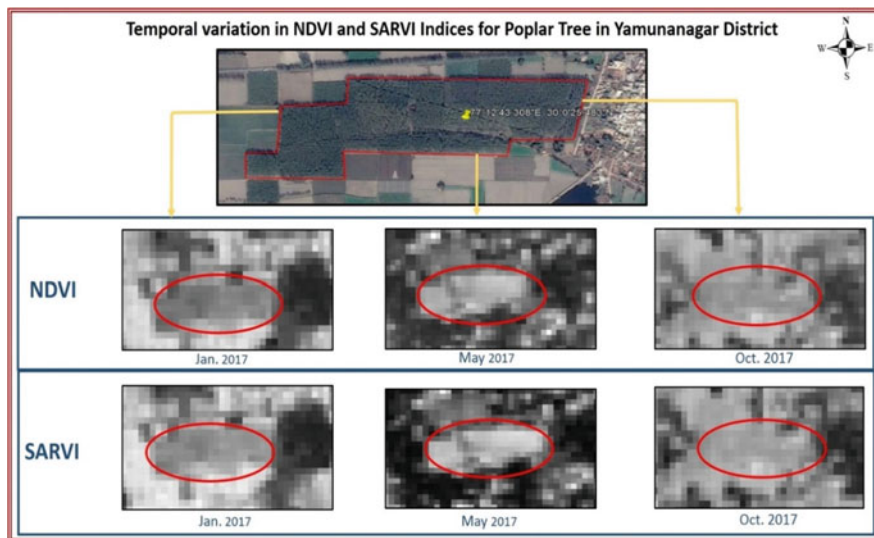 Temporal variation in NDVI and SARVI Indices for Poplar Tree in Yamunanagar District
N
W E
S
NDVI
Jan. 2017
May 2017
Oct. 2017
SARVI
Jan. 2017
May 2017
Oct. 2017